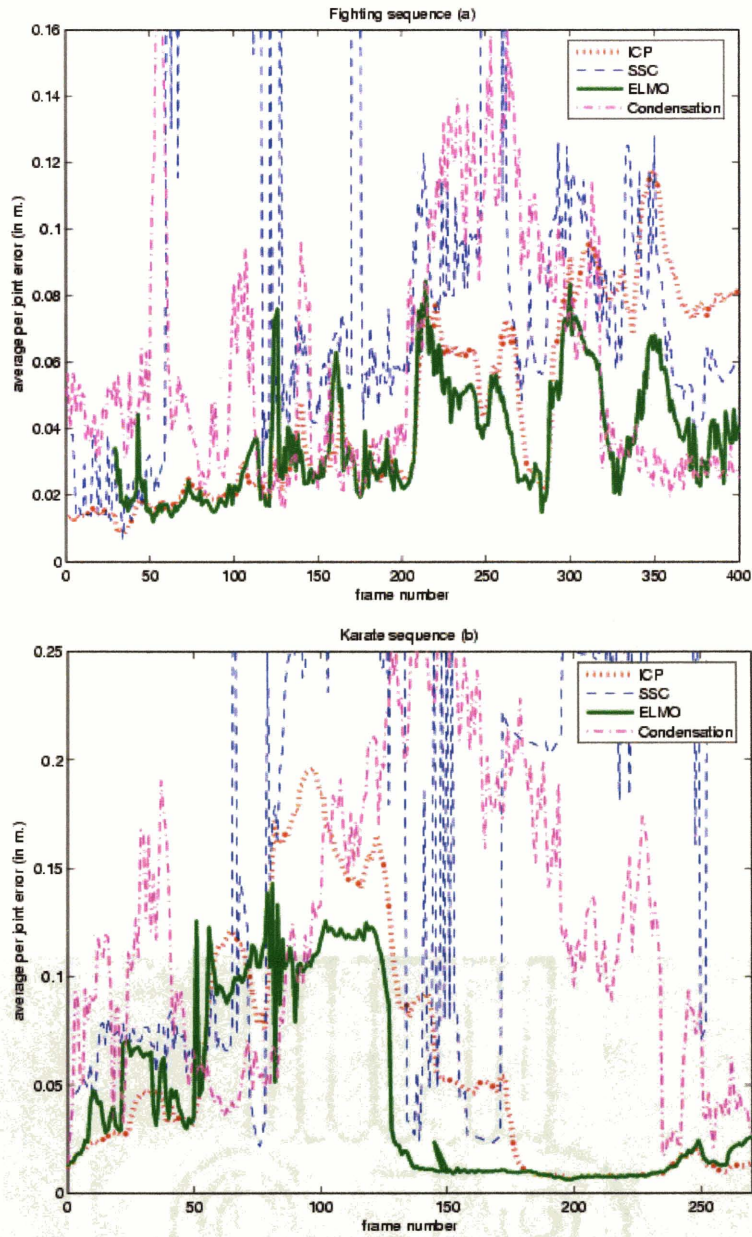 Fighting sequence (a)
0.16
0.14
0.12
0.1
0.08
0.06
0.04
0.02
0
average per joint error (in m.)
ICP
SSC
ELMO
Condensation
0 50 100 150 200 250 300 350 400
frame number
Karate sequence (b)
0.25
0.2
0.15
0.1
0.05
0
average per joint error (in m.)
ICP
SSC
ELMO
Condensation
0 50 100 150 200 250
frame number